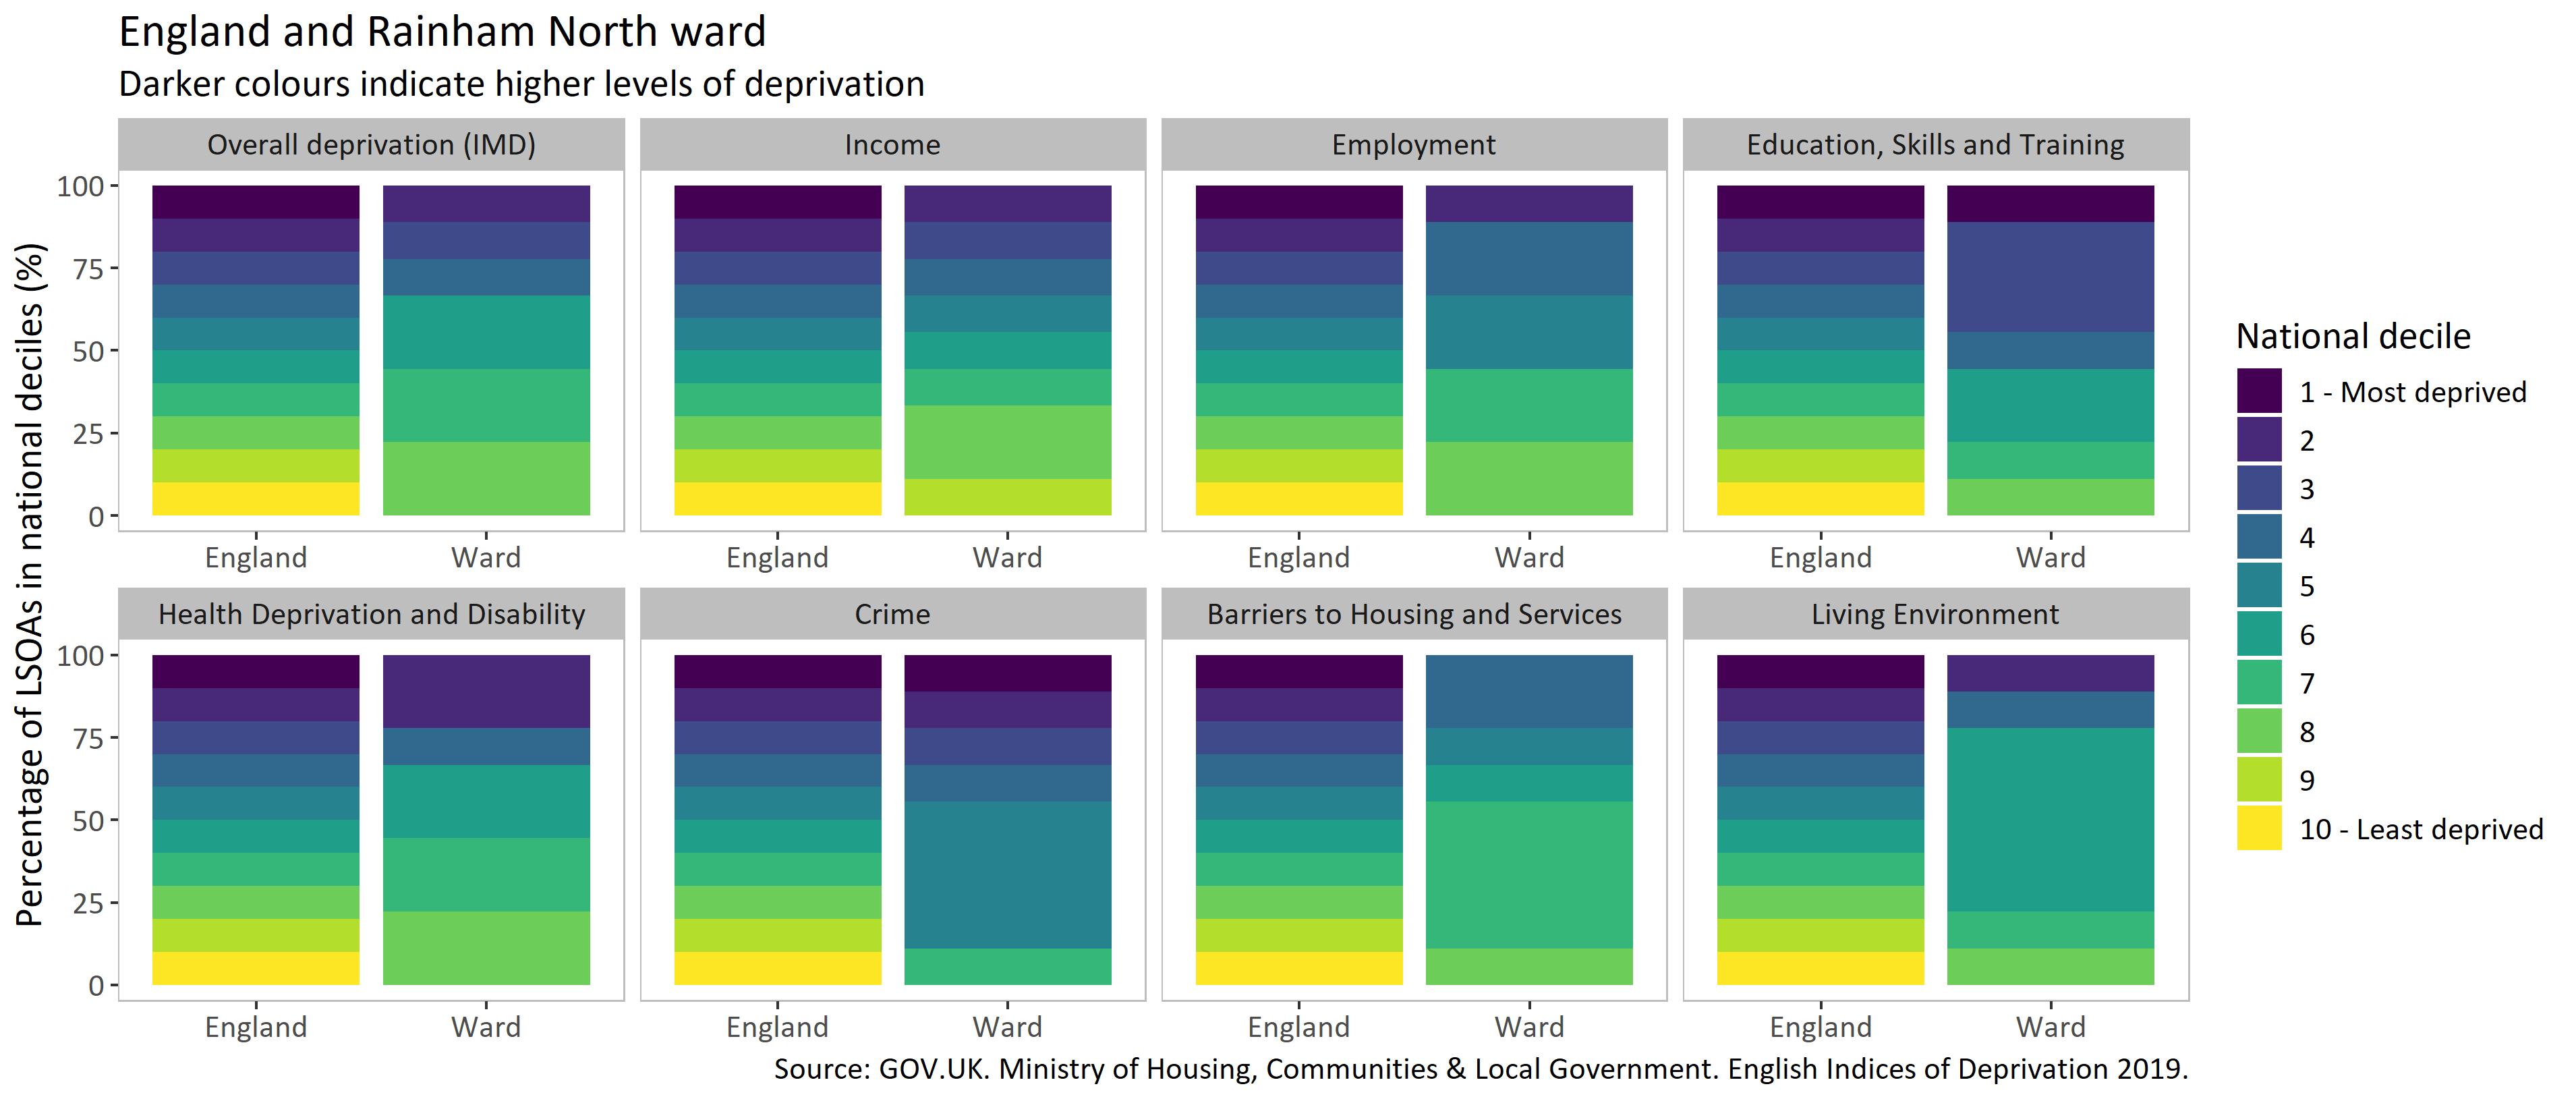 England and Rainham North ward
Darker colours indicate higher levels of deprivation
Percentage of LSOAs in national deciles (%)
Overall deprivation (IMD)
Income
Employment
Education, Skills and Training
100
75
50
25
0
England
Ward
England
Ward
England
Ward
England
Ward
Health Deprivation and Disability
Crime
Barriers to Housing and Services
Living Environment
100
75
50
25
0
England
Ward
England
Ward
England
Ward
England
Ward
National decile
1 - Most deprived
2
3
4
5
6
7
8
9
10 - Least deprived
Source: GOV.UK. Ministry of Housing, Communities & Local Government. English Indices of Deprivation 2019.